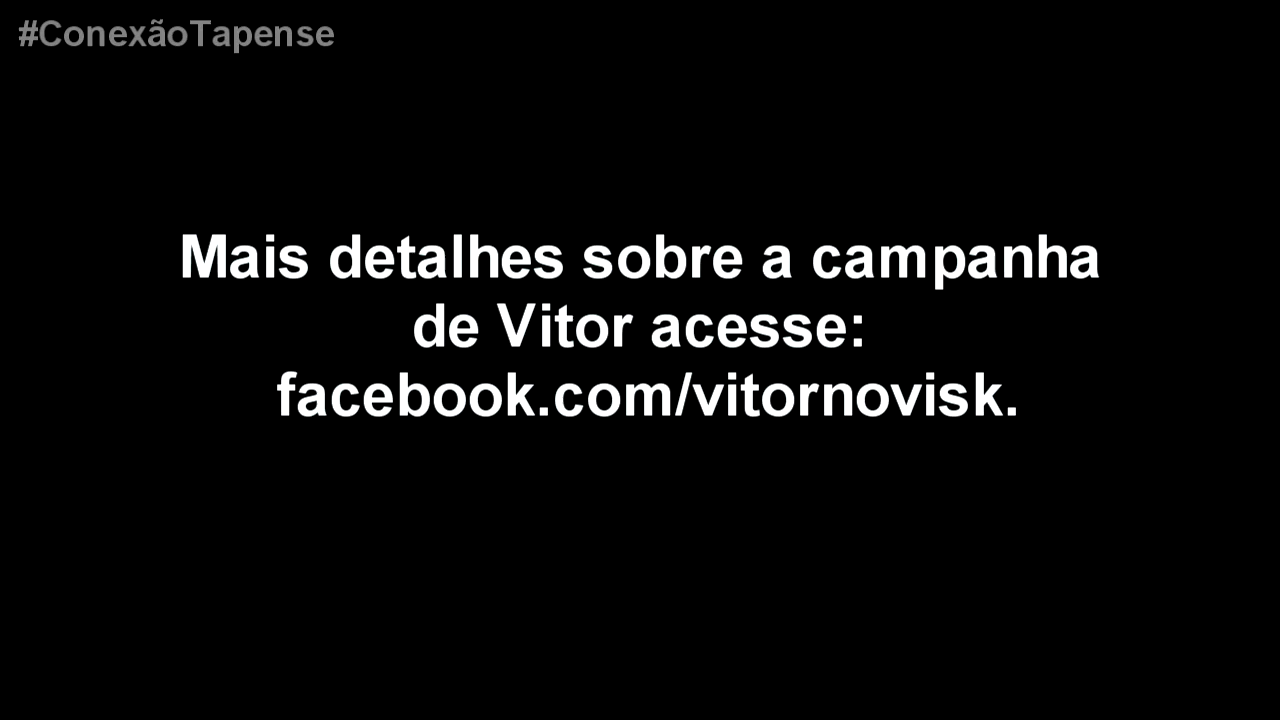 #ConexãoTapense
Mais detalhes sobre a campanha
de Vitor acesse:
facebook.com/vitornovisk.